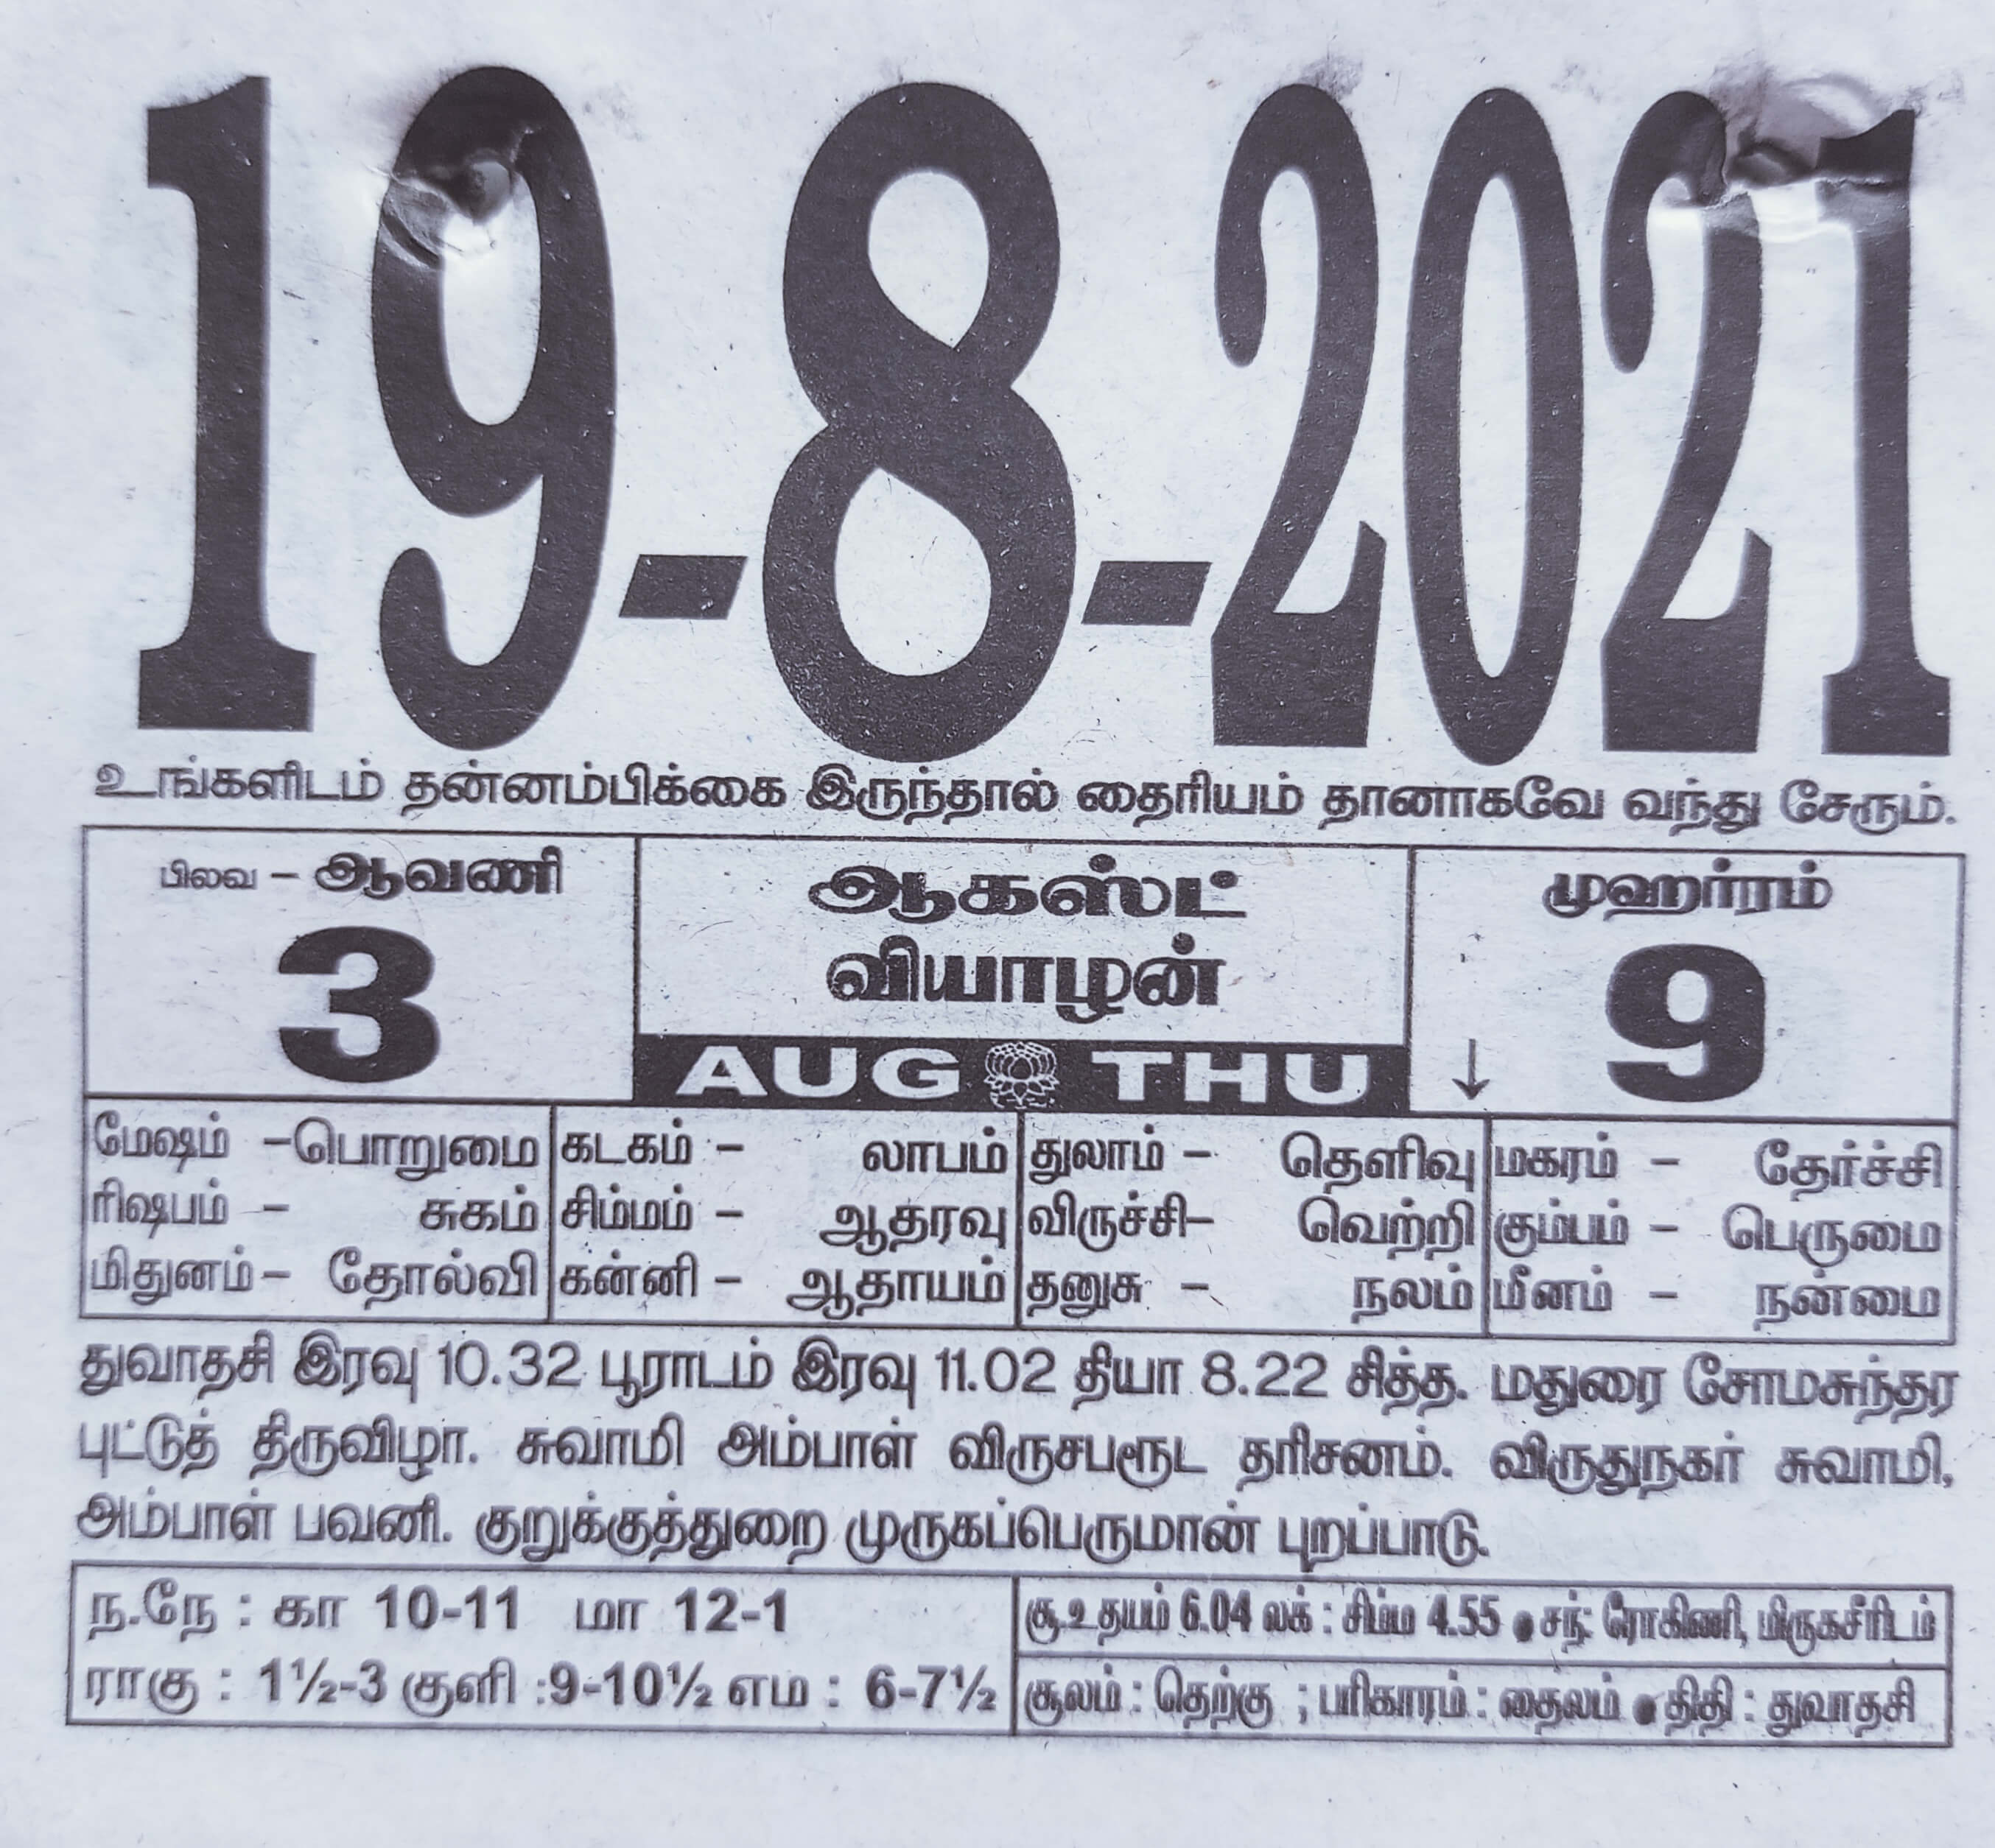 19-8-2021
உங்களிடம் தன்னம்பிக்கை இருந்தால் தைரியம் தானாகவே வந்து சேரும்.
பிலவ – ஆவணி
3
ஆகஸ்ட்
வியாழன்
AUG THU
முஹர்ரம்
↓ 9
மேஷம் – பொறுமை
ரிஷபம் – சுகம்
மிதுனம் – தோல்வி
கடகம் – லாபம்
சிம்மம் – ஆதரவு
கன்னி – ஆதாயம்
துலாம் – தெளிவு
விருச்சி – வெற்றி
தனுசு – நலம்
மகரம் – தேர்ச்சி
கும்பம் – பெருமை
மீனம் – நன்மை
துவாதசி இரவு 10.32 பூராடம் இரவு 11.02 தியா 8.22 சித்த. மதுரை சோமசுந்தர
புட்டுத் திருவிழா. சுவாமி அம்பாள் விருசபரூட தரிசனம். விருதுநகர் சுவாமி,
அம்பாள் பவனி. குறுக்குத்துறை முருகப்பெருமான் புறப்பாடு.
ந.நே : கா 10-11 மா 12-1
ராகு : 1½-3 குளி :9-10½ எம : 6-7½
சூ.உதயம் 6.04 லக் : சிம்ம 4.55 ● சந்: ரோகிணி, மிருகசீரிடம்
சூலம் : தெற்கு ; பரிகாரம் : தைலம் ● திதி : துவாதசி